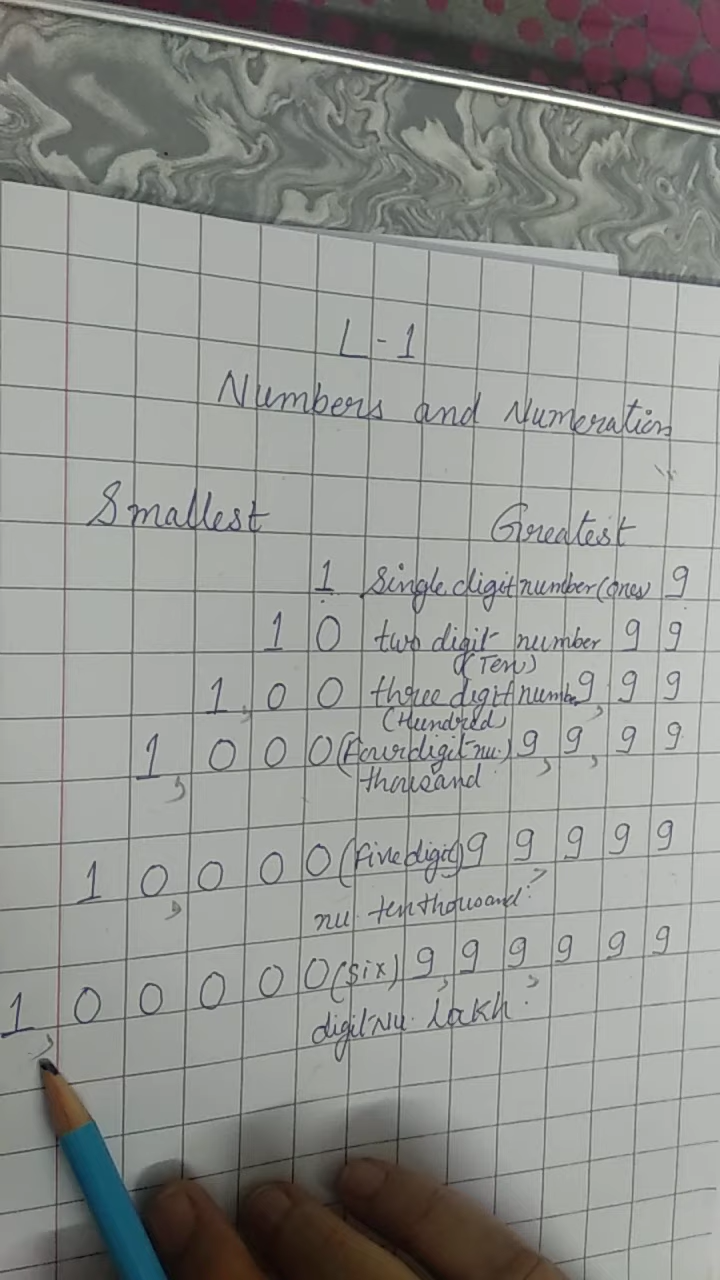 L-1
Numbers and Numeration
Smallest Greatest
1 single digit number (ones) 9
1 0 two digit number 9 9
(Ten)
1,0 0 three digit number 9,9 9
(Hundred)
1,0 0 0 (Four digit nu.) 9,9,9 9
thousand
1 0,0 0 0 (five digit) 9 9 9 9 9
nu. ten thousand
1,0 0 0 0 0 (six) 9,9 9,9 9 9
digit Nu. lakh